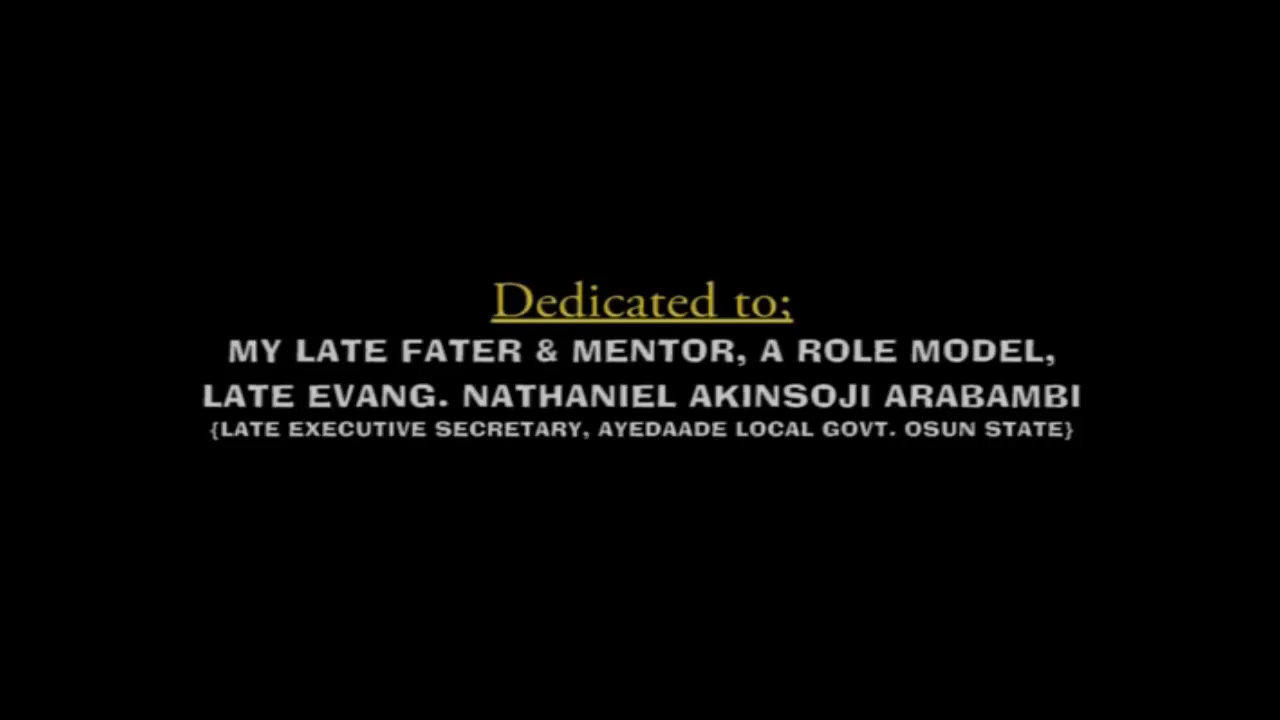 Dedicated to;
MY LATE FATER & MENTOR, A ROLE MODEL,
LATE EVANG. NATHANIEL AKINSOJI ARABAMBI
{LATE EXECUTIVE SECRETARY, AYEDAADE LOCAL GOVT. OSUN STATE}